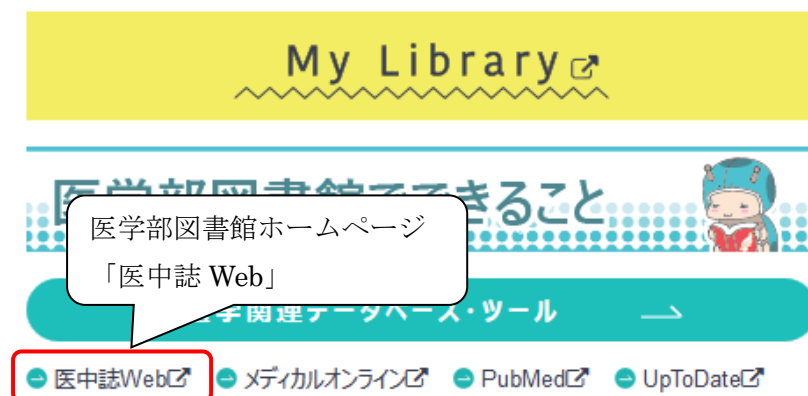 My Library
医学部図書館でできること
医学部図書館ホームページ
「医中誌 Web」
学関連データベース・ツール
医中誌Web
メディカルオンライン
PubMed
UpToDate